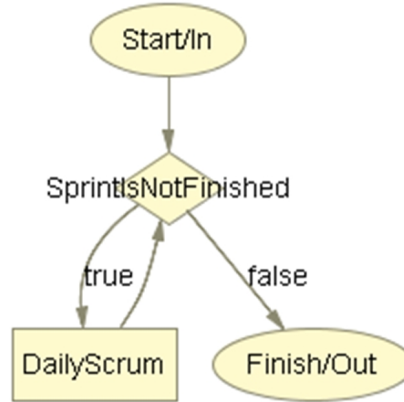 Start/In
SprintIsNotFinished
true
false
DailyScrum
Finish/Out